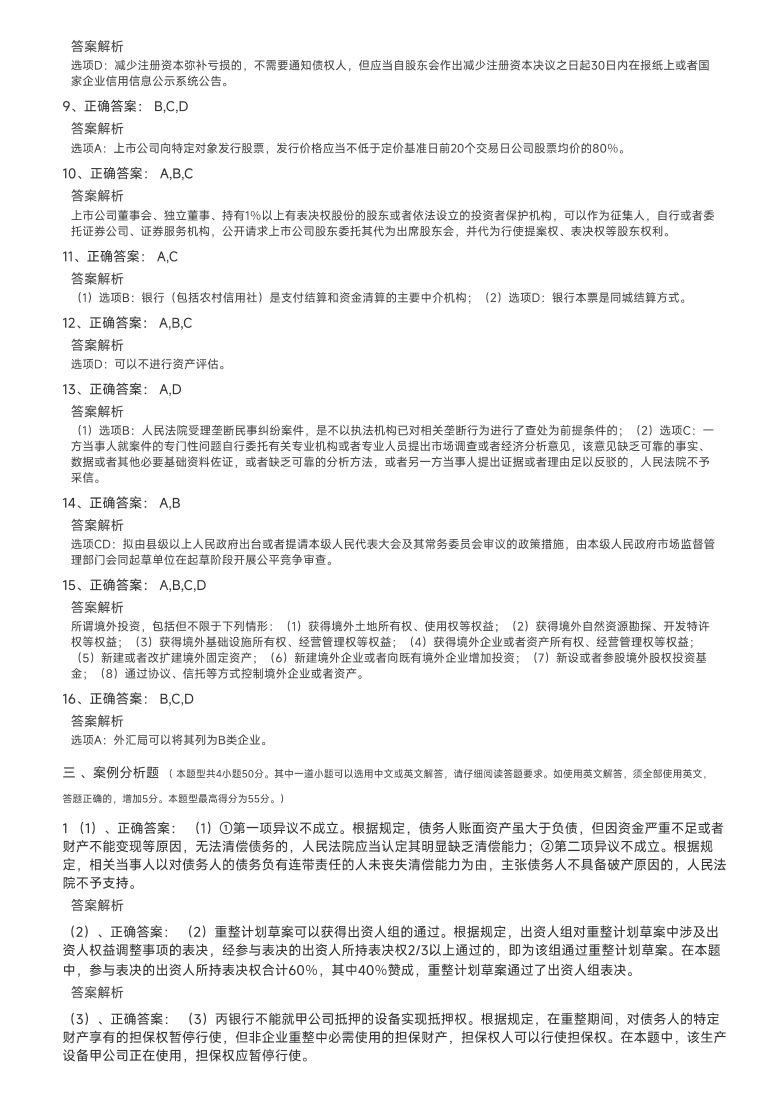 答案解析
选项D：减少注册资本弥补亏损的，不需要通知债权人，但应当自股东会作出减少注册资本决议之日起30日内在报纸上或者国
家企业信用信息公示系统公告。
9、正确答案： B,C,D
答案解析
选项A：上市公司向特定对象发行股票，发行价格应当不低于定价基准日前20个交易日公司股票均价的80%。
10、正确答案： A,B,C
答案解析
上市公司董事会、独立董事、持有1%以上有表决权股份的股东或者依法设立的投资者保护机构，可以作为征集人，自行或者委
托证券公司、证券服务机构，公开请求上市公司股东委托其代为出席股东会，并代为行使提案权、表决权等股东权利。
11、正确答案： A,C
答案解析
（1）选项B：银行（包括农村信用社）是支付结算和资金清算的主要中介机构；（2）选项D：银行本票是同城结算方式。
12、正确答案： A,B,C
答案解析
选项D：可以不进行资产评估。
13、正确答案： A,D
答案解析
（1）选项B：人民法院受理垄断民事纠纷案件，是不以执法机构已对相关垄断行为进行了查处为前提条件的；（2）选项C：一
方当事人就案件的专门性问题自行委托有关专业机构或者专业人员提出市场调查或者经济分析意见，该意见缺乏可靠的事实、
数据或者其他必要基础资料佐证，或者缺乏可靠的分析方法，或者另一方当事人提出证据或者理由足以反驳的，人民法院不予
采信。
14、正确答案： A,B
答案解析
选项CD：拟由县级以上人民政府出台或者提请本级人民代表大会及其常务委员会审议的政策措施，由本级人民政府市场监督管
理部门会同起草单位在起草阶段开展公平竞争审查。
15、正确答案： A,B,C,D
答案解析
所谓境外投资，包括但不限于下列情形：（1）获得境外土地所有权、使用权等权益；（2）获得境外自然资源勘探、开发特许
权等权益；（3）获得境外基础设施所有权、经营管理权等权益；（4）获得境外企业或者资产所有权、经营管理权等权益；
（5）新建或者改扩建境外固定资产；（6）新建境外企业或者向既有境外企业增加投资；（7）新设或者参股境外股权投资基
金；（8）通过协议、信托等方式控制境外企业或者资产。
16、正确答案： B,C,D
答案解析
选项A：外汇局可以将其列为B类企业。
三 、案例分析题 （ 本题型共4小题50分。其中一道小题可以选用中文或英文解答，请仔细阅读答题要求。如使用英文解答，须全部使用英文，
答题正确的，增加5分。本题型最高得分为55分。）
1 （1）、正确答案： （1）①第一项异议不成立。根据规定，债务人账面资产虽大于负债，但因资金严重不足或者
财产不能变现等原因，无法清偿债务的，人民法院应当认定其明显缺乏清偿能力；②第二项异议不成立。根据规
定，相关当事人以对债务人的债务负有连带责任的人未丧失清偿能力为由，主张债务人不具备破产原因的，人民法
院不予支持。
答案解析
（2）、正确答案： （2）重整计划草案可以获得出资人组的通过。根据规定，出资人组对重整计划草案中涉及出
资人权益调整事项的表决，经参与表决的出资人所持表决权2/3以上通过的，即为该组通过重整计划草案。在本题
中，参与表决的出资人所持表决权合计60%，其中40%赞成，重整计划草案通过了出资人组表决。
答案解析
（3）、正确答案： （3）丙银行不能就甲公司抵押的设备实现抵押权。根据规定，在重整期间，对债务人的特定
财产享有的担保权暂停行使，但非企业重整中必需使用的担保财产，担保权人可以行使担保权。在本题中，该生产
设备甲公司正在使用，担保权应暂停行使。